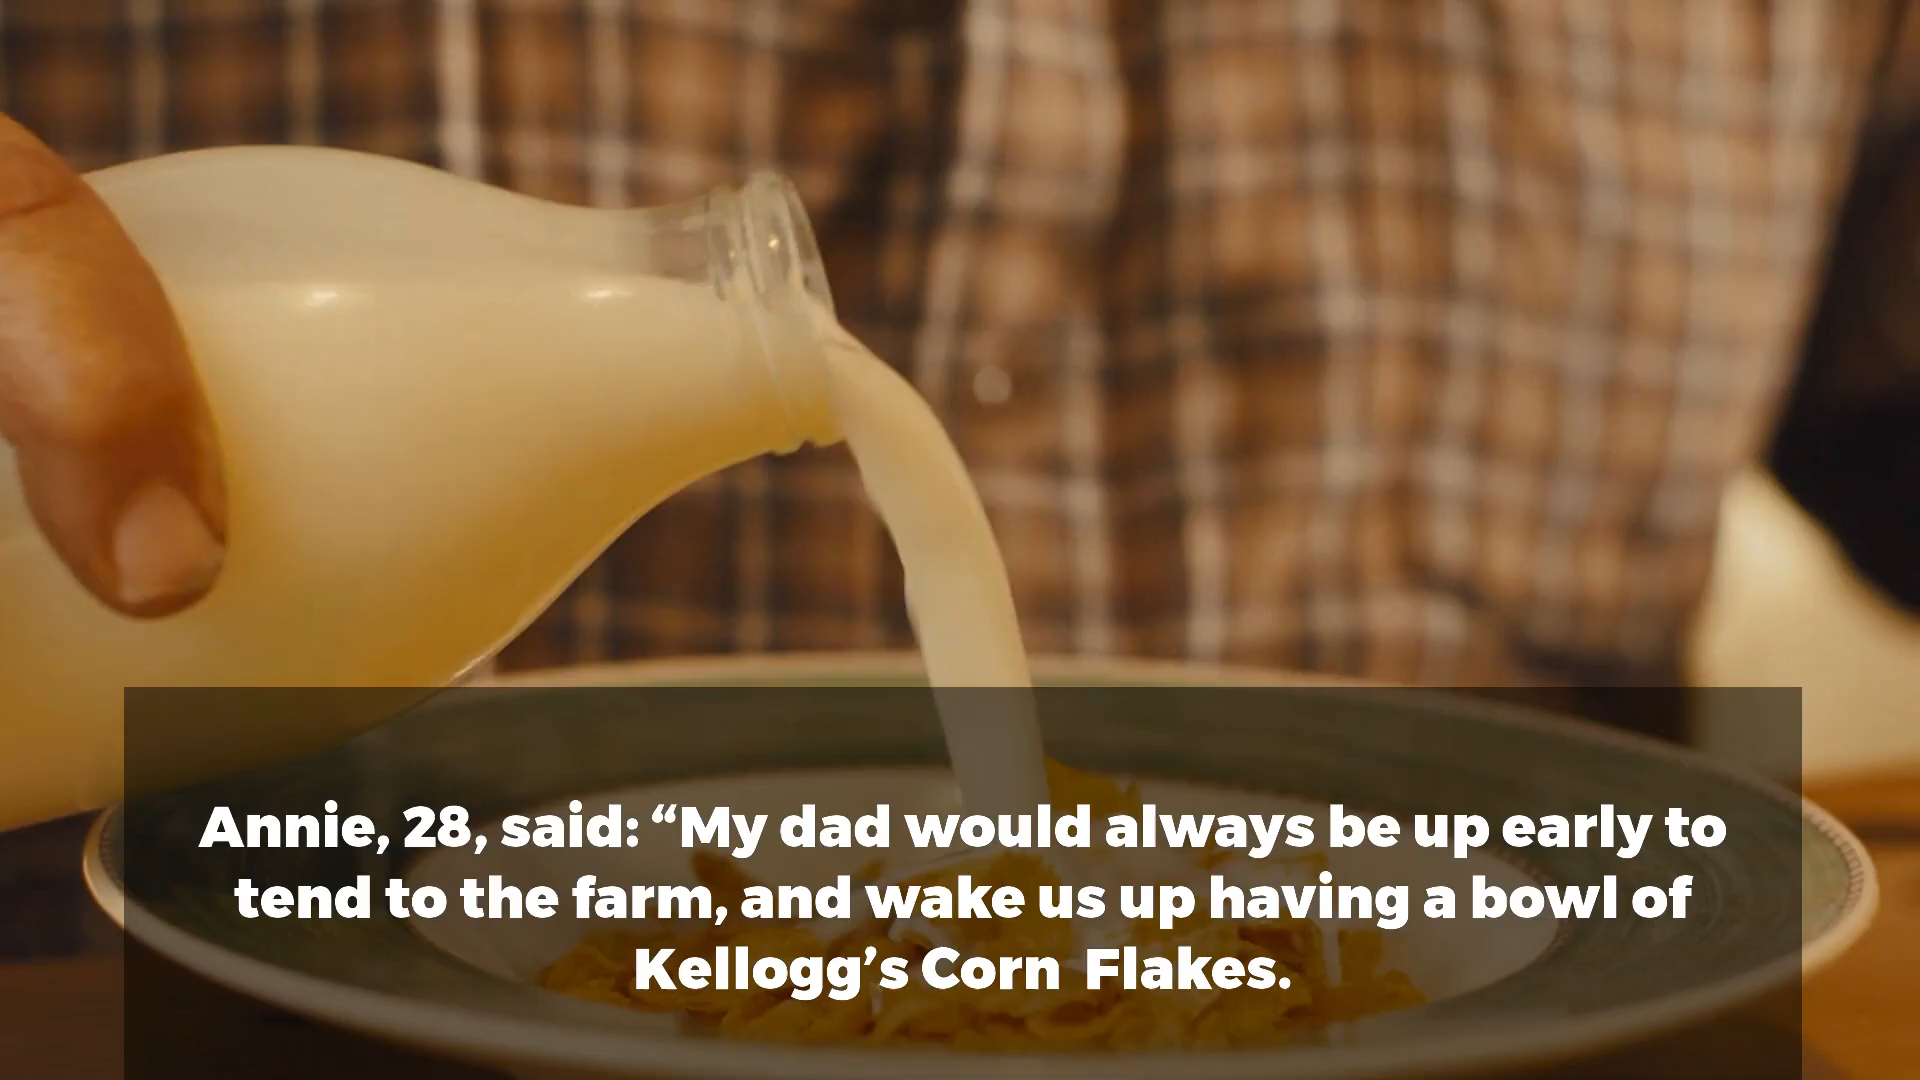 Annie, 28, said: “My dad would always be up early to
tend to the farm, and wake us up having a bowl of
Kellogg’s Corn  Flakes.